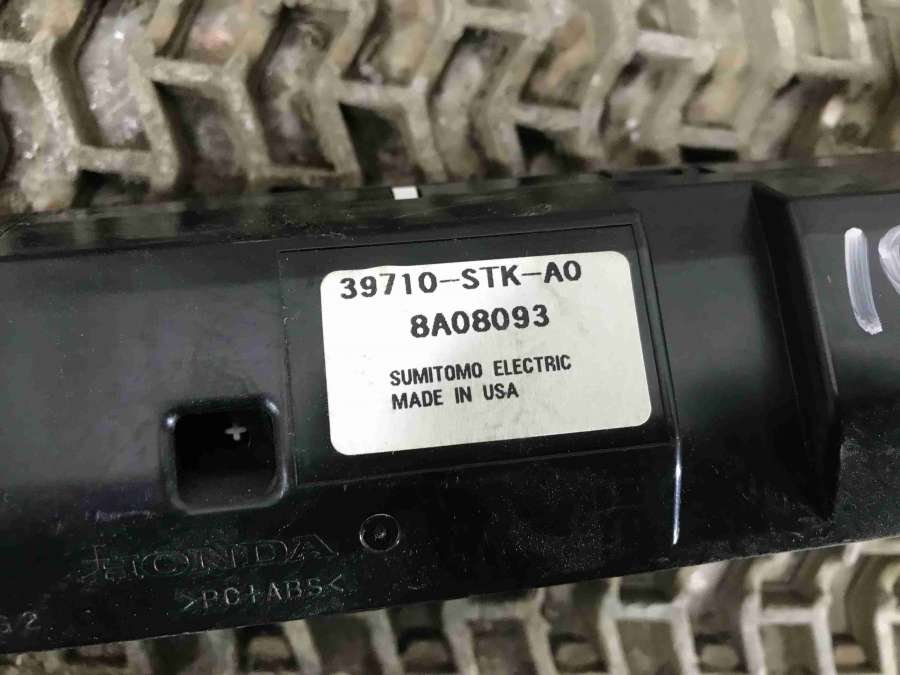 39710-STK-A0
8A08093
SUMITOMO ELECTRIC
MADE IN USA
HONDA
>PC+ABS<